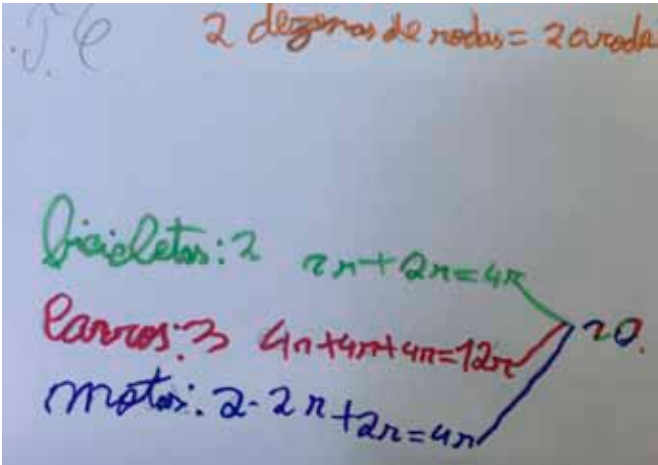 J. C
2 dezenas de rodas = 20 roda
bicicletas: 2 2r + 2r = 4r
Carros: 3 4r + 4r + 4r = 12r
20.
motos: 2 - 2r + 2r = 4r